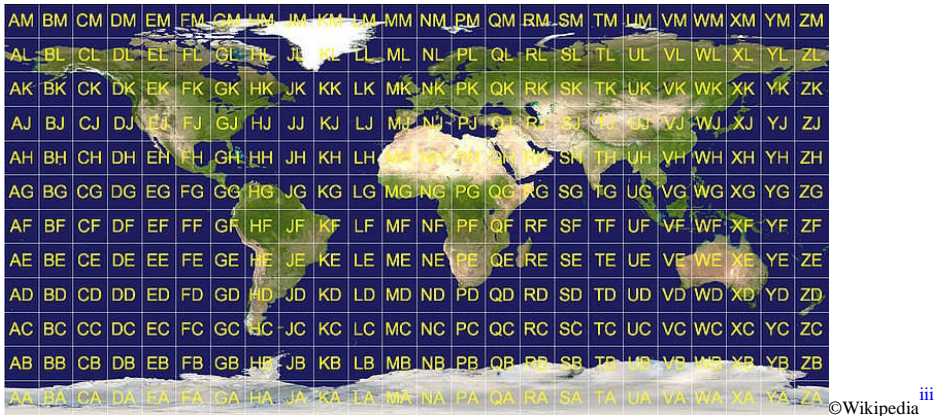 AM BM CM DM EM FM GM HM JM KM LM MM NM PM QM RM SM TM UM VM WM XM YM ZM
AL BL CL DL EL FL GL HL JL KL LL ML NL PL QL RL SL TL UL VL WL XL YL ZL
AK BK CK DK EK FK GK HK JK KK LK MK NK PK QK RK SK TK UK VK WK XK YK ZK
AJ BJ CJ DJ EJ FJ GJ HJ JJ KJ LJ MJ NJ PJ QJ RJ SJ TJ UJ VJ WJ XJ YJ ZJ
AH BH CH DH EH FH GH HH JH KH LH MH NH PH QH RH SH TH UH VH WH XH YH ZH
AG BG CG DG EG FG GG HG JG KG LG MG NG PG QG RG SG TG UG VG WG XG YG ZG
AF BF CF DF EF FF GF HF JF KF LF MF NF PF QF RF SF TF UF VF WF XF YF ZF
AE BE CE DE EE FE GE HE JE KE LE ME NE PE QE RE SE TE UE VE WE XE YE ZE
AD BD CD DD ED FD GD HD JD KD LD MD ND PD QD RD SD TD UD VD WD XD YD ZD
AC BC CC DC EC FC GC HC JC KC LC MC NC PC QC RC SC TC UC VC WC XC YC ZC
AB BB CB DB EB FB GB HB JB KB LB MB NB PB QB RB SB TB UB VB WB XB YB ZB
AA BA CA DA EA FA GA HA JA KA LA MA NA PA QA RA SA TA UA VA WA XA YA ZA
©Wikipedia iii